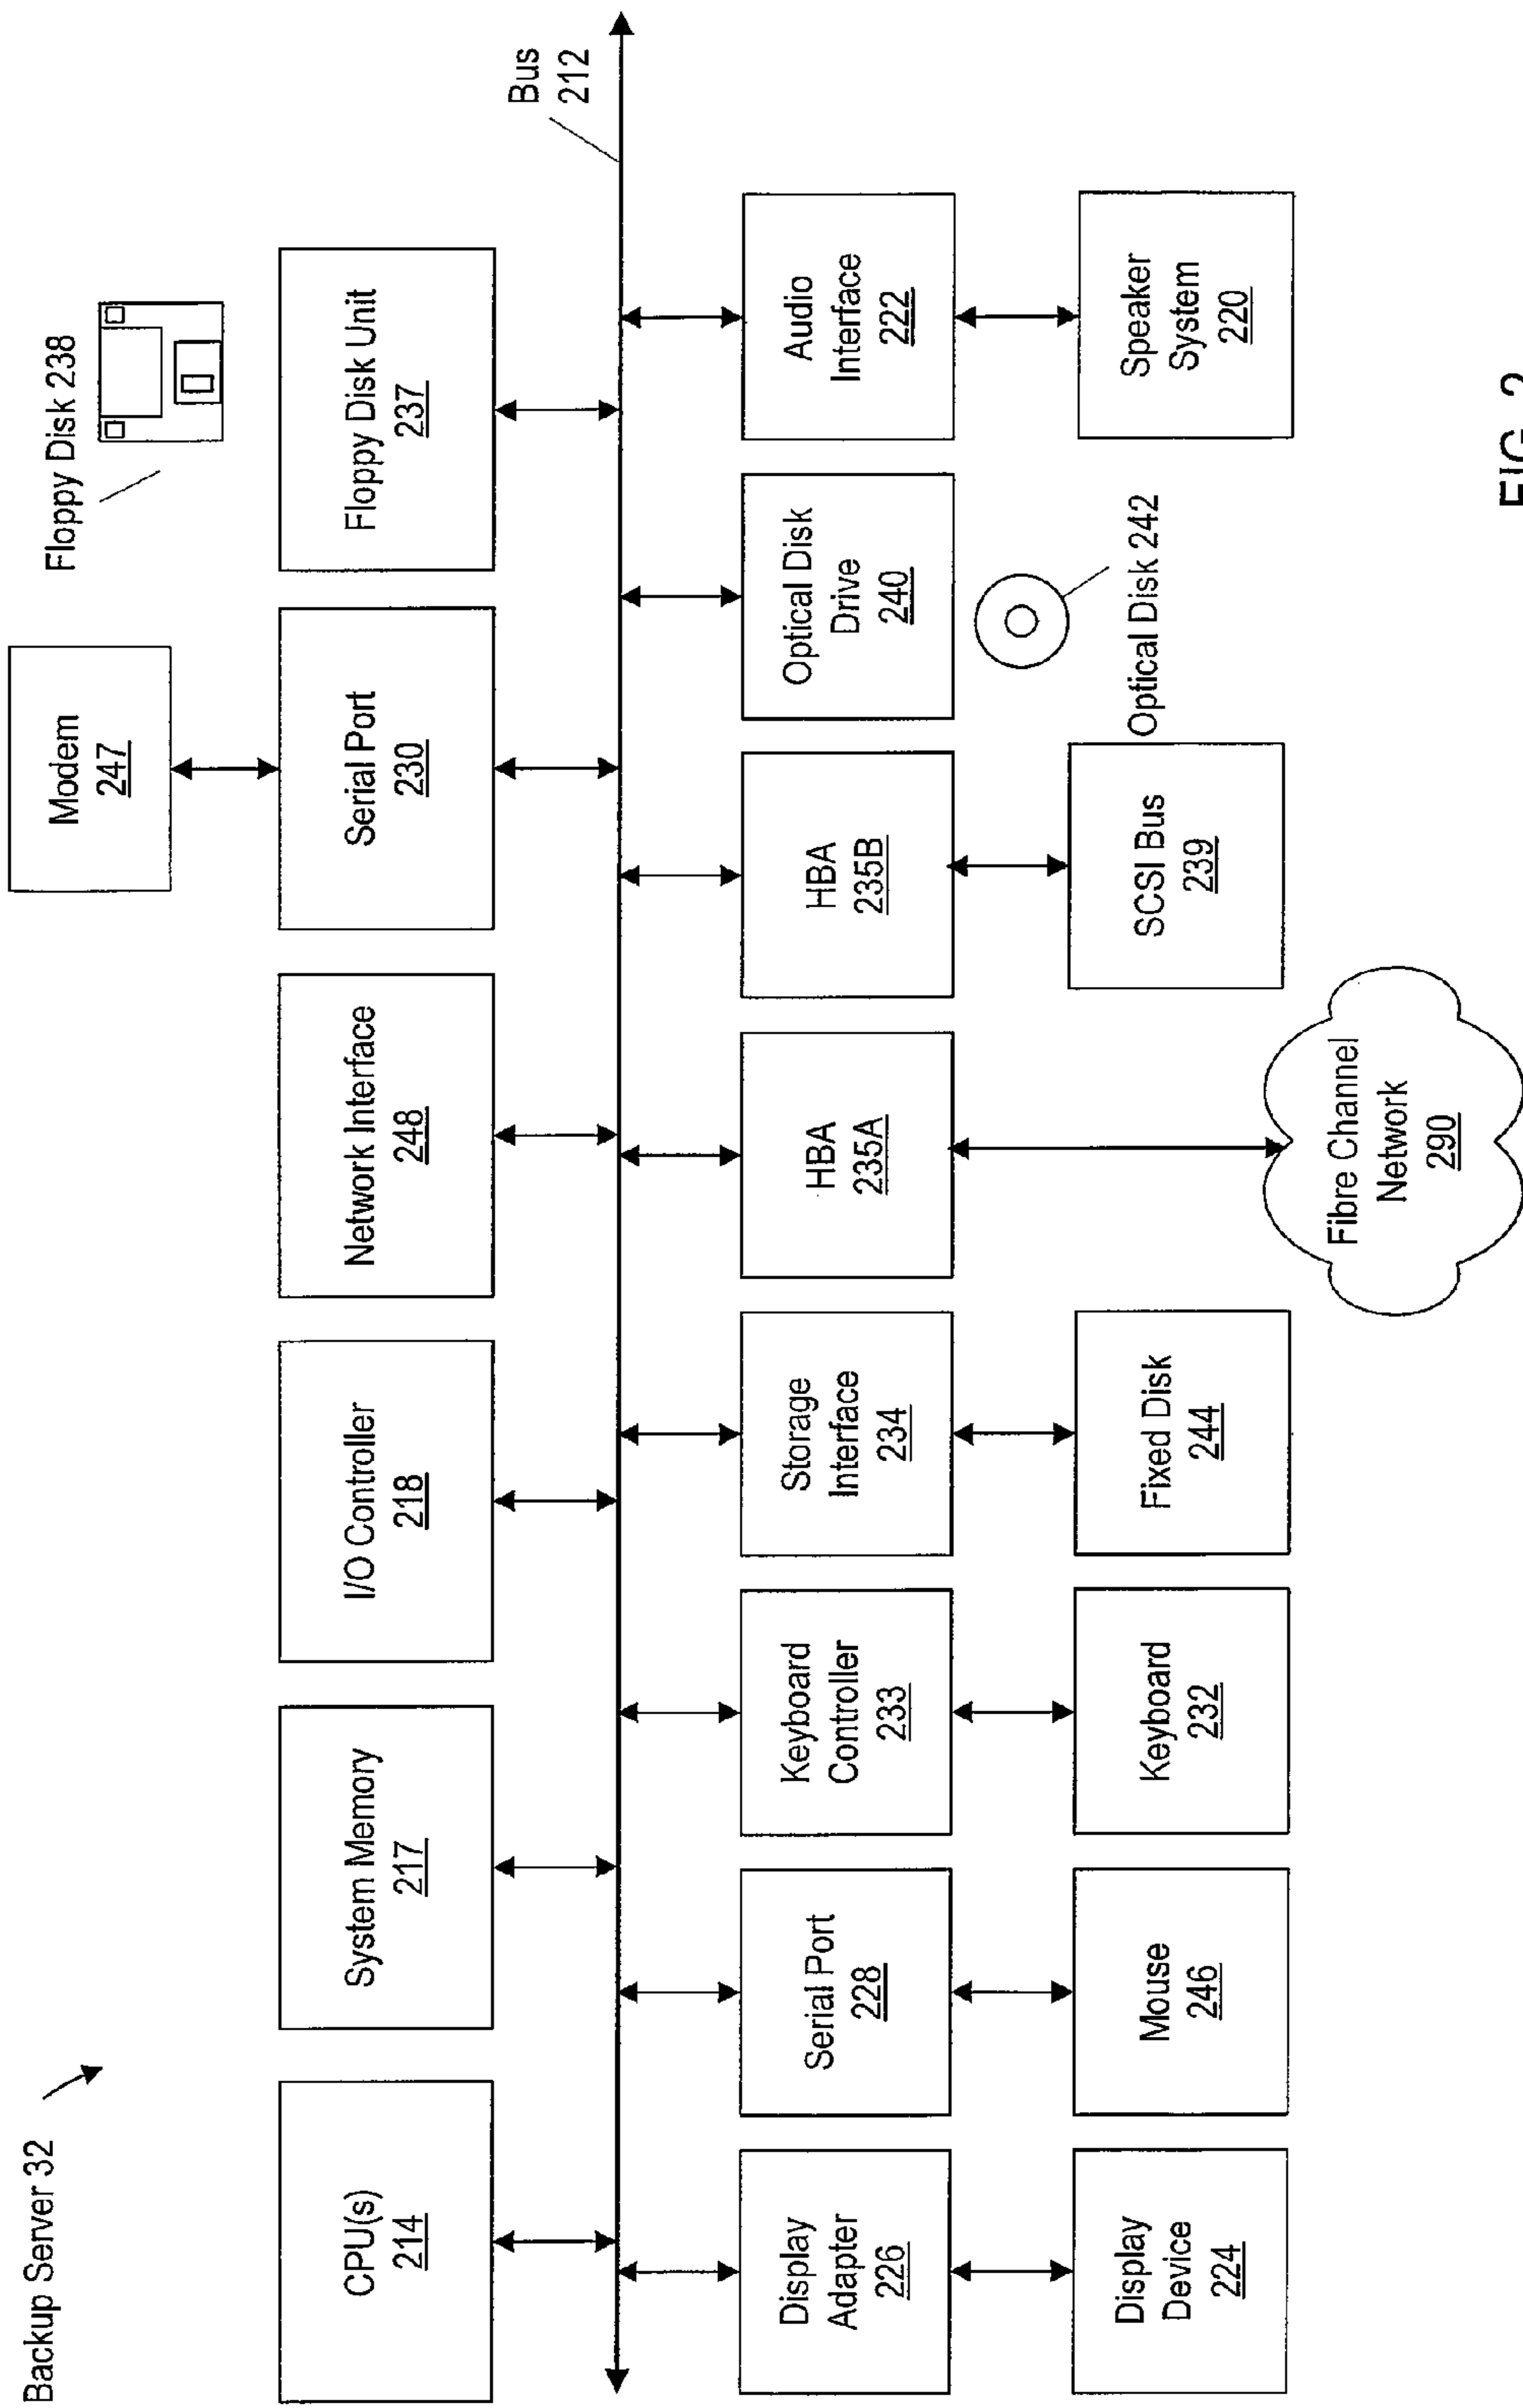 Backup Server 32
Modem
247
Floppy Disk 238
CPU(s)
214
System Memory
217
I/O Controller
218
Network Interface
248
Serial Port
230
Floppy Disk Unit
237
Bus
212
Display
Adapter
226
Serial Port
228
Keyboard
Controller
233
Storage
Interface
234
HBA
235A
HBA
235B
Optical Disk
Drive
240
Audio
Interface
222
Display
Device
224
Mouse
246
Keyboard
232
Fixed Disk
244
Fibre Channel
Network
290
SCSI Bus
239
Optical Disk 242
Speaker
System
220